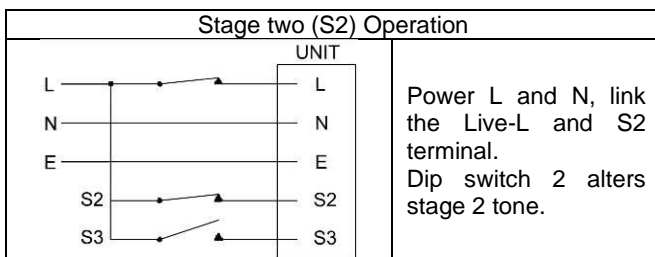 Stage two (S2) Operation
UNIT
L L
N N
E E
S2 S2
S3 S3
Power L and N, link
the Live-L and S2
terminal.
Dip switch 2 alters
stage 2 tone.